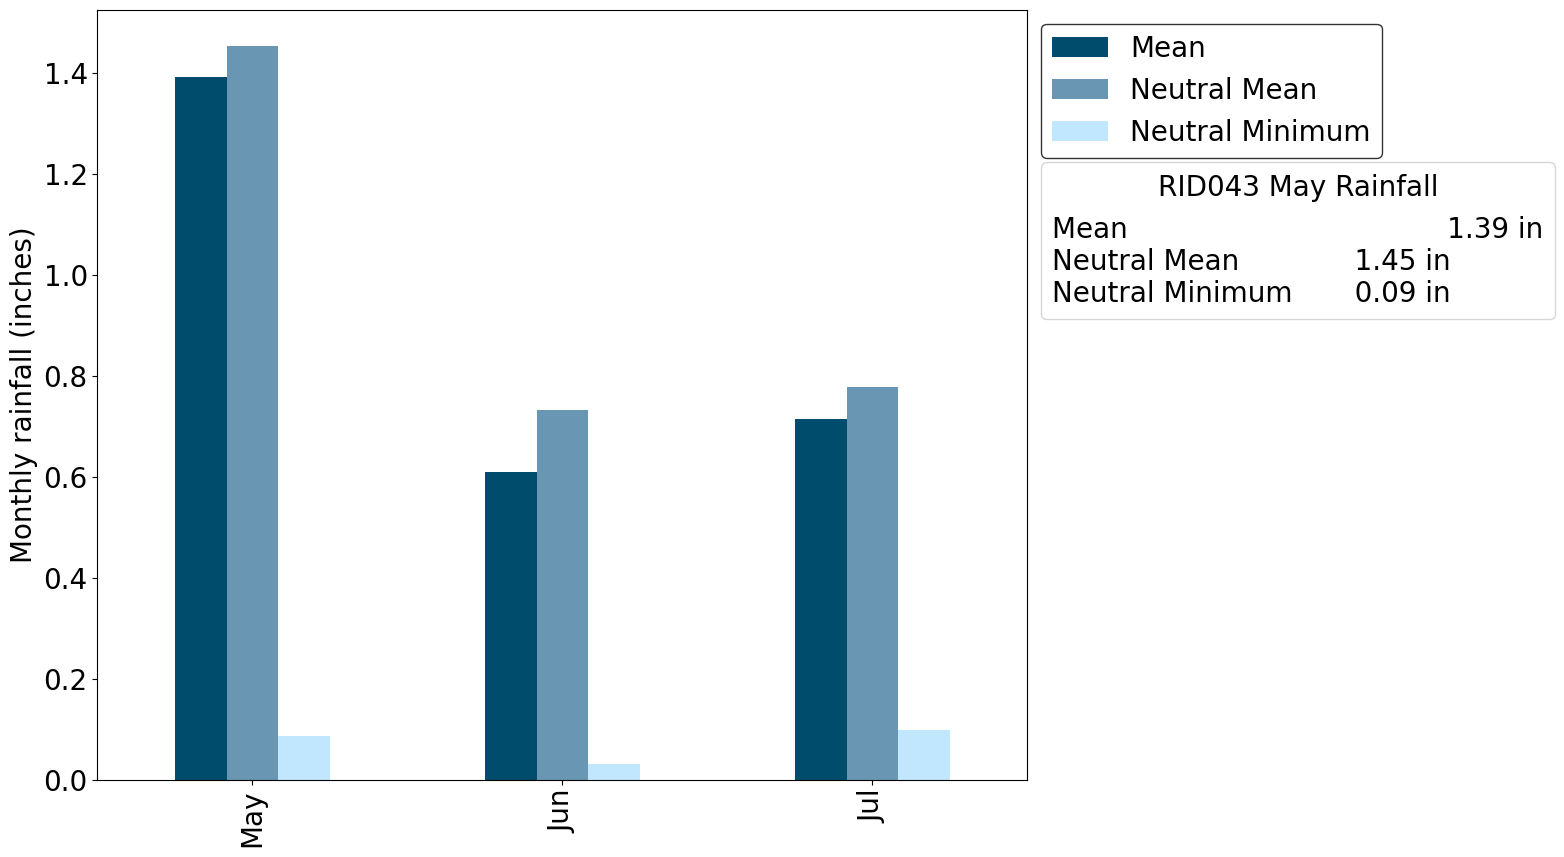 Monthly rainfall (inches)
1.4
1.2
1.0
0.8
0.6
0.4
0.2
0.0
May
Jun
Jul
Mean
Neutral Mean
Neutral Minimum
RID043 May Rainfall
Mean 1.39 in
Neutral Mean 1.45 in
Neutral Minimum 0.09 in